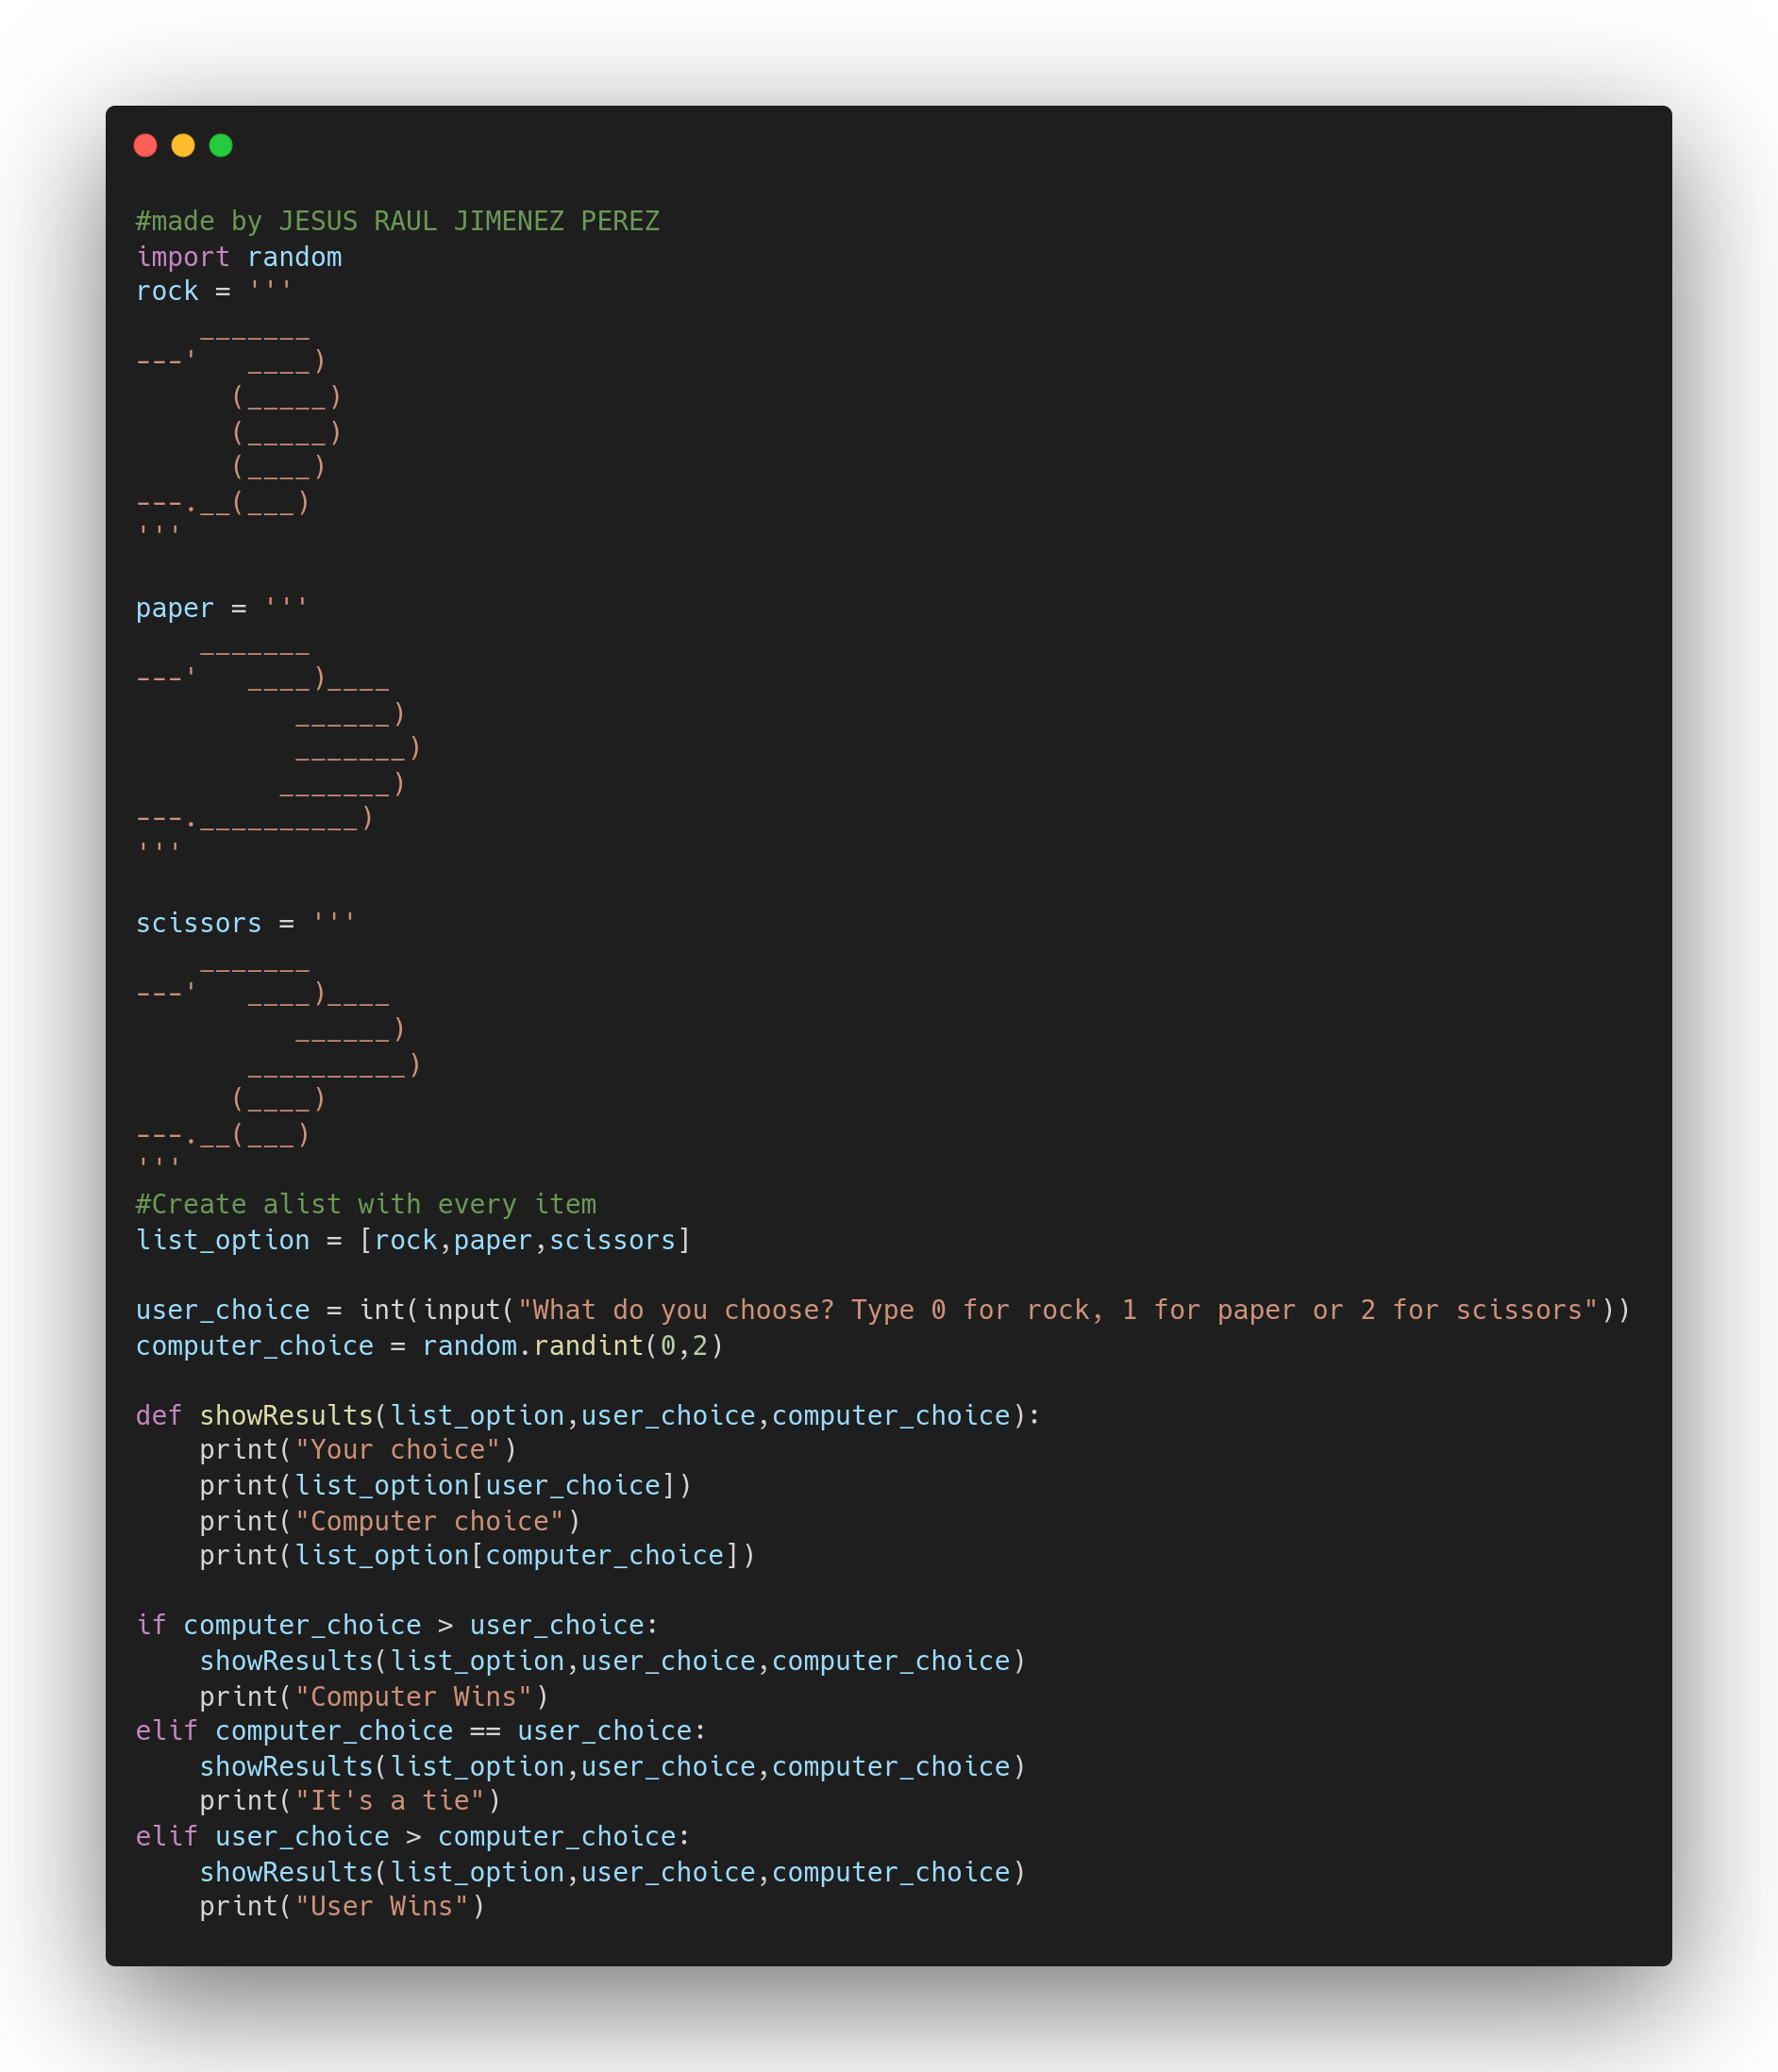 #made by JESUS RAUL JIMENEZ PEREZ
import random
rock = '''
    _______
---'   ____)
      (_____)
      (_____)
      (____)
---.__(___)
'''

paper = '''
    _______
---'   ____)____
          ______)
          _______)
         _______)
---.__________)
'''

scissors = '''
    _______
---'   ____)____
          ______)
       __________)
      (____)
---.__(___)
'''
#Create alist with every item
list_option = [rock,paper,scissors]

user_choice = int(input("What do you choose? Type 0 for rock, 1 for paper or 2 for scissors"))
computer_choice = random.randint(0,2)

def showResults(list_option,user_choice,computer_choice):
    print("Your choice")
    print(list_option[user_choice])
    print("Computer choice")
    print(list_option[computer_choice])

if computer_choice > user_choice:
    showResults(list_option,user_choice,computer_choice)
    print("Computer Wins")
elif computer_choice == user_choice:
    showResults(list_option,user_choice,computer_choice)
    print("It's a tie")
elif user_choice > computer_choice:
    showResults(list_option,user_choice,computer_choice)
    print("User Wins")